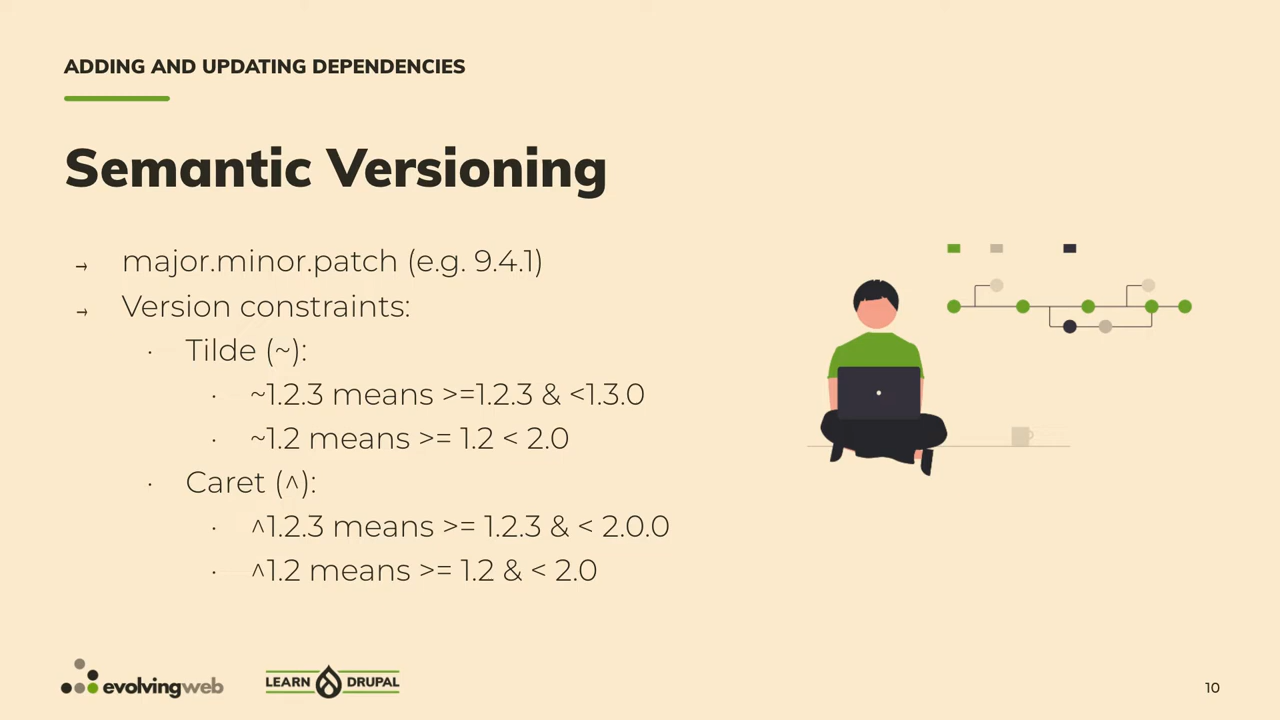 ADDING AND UPDATING DEPENDENCIES
Semantic Versioning
→ major.minor.patch (e.g. 9.4.1)
→ Version constraints:
· Tilde (~):
· ~1.2.3 means >=1.2.3 & <1.3.0
· ~1.2 means >= 1.2 < 2.0
· Caret (^):
· ^1.2.3 means >= 1.2.3 & < 2.0.0
· ^1.2 means >= 1.2 & < 2.0
evolvingweb
LEARN DRUPAL
10